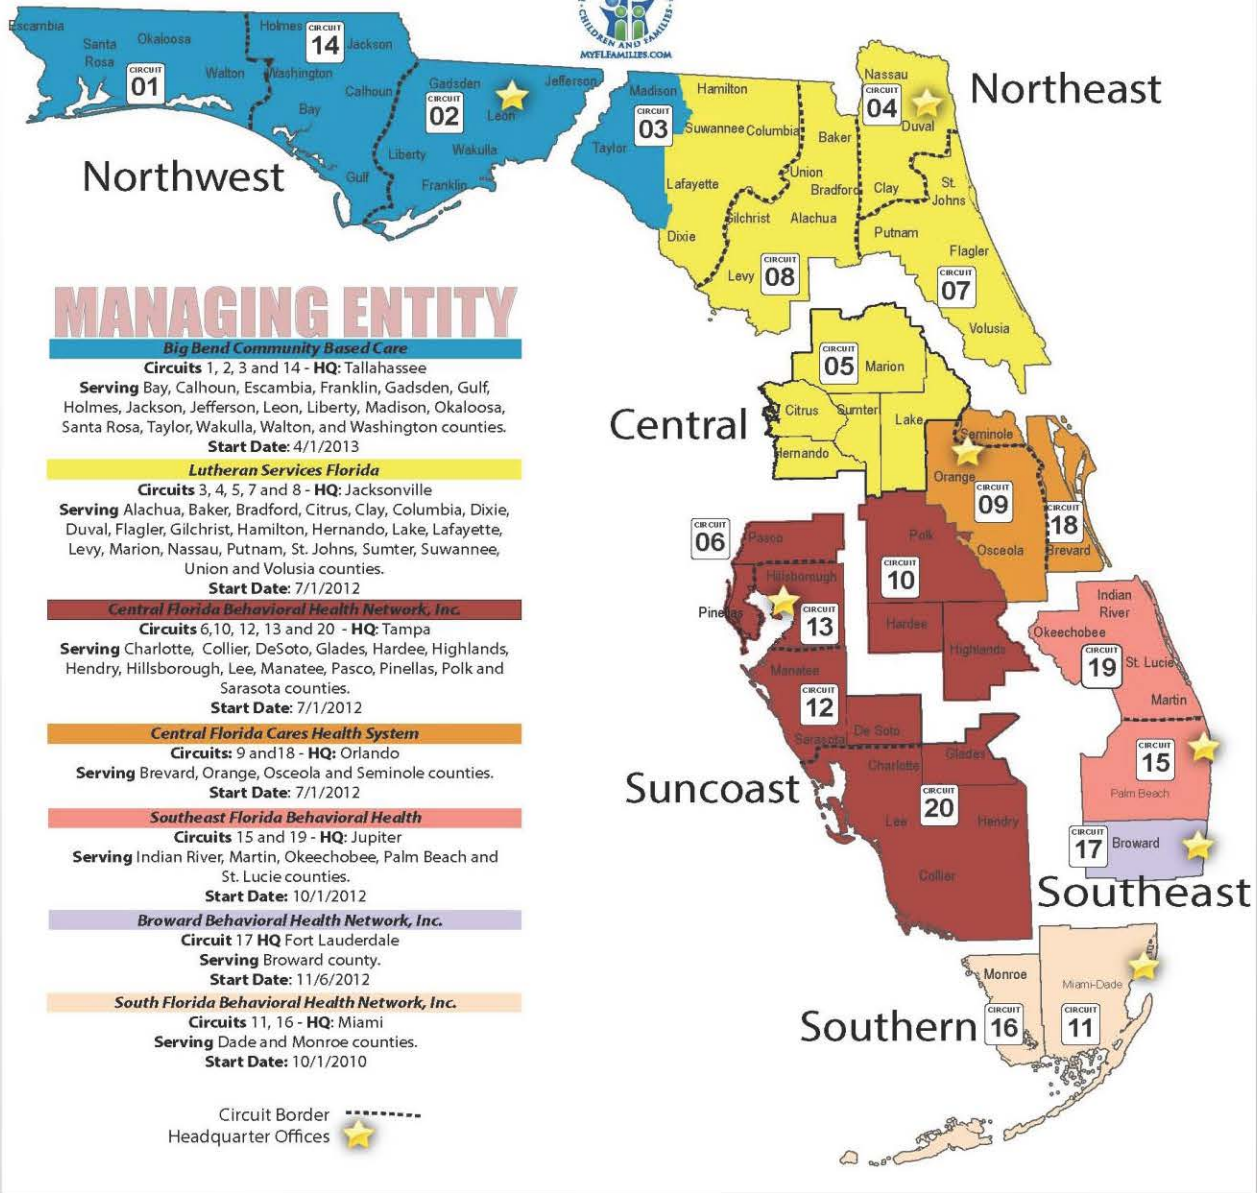 CHILDREN AND FAMILIES
MYFLFAMILIES.COM
Escambia
Santa Rosa
Okaloosa
Walton
CIRCUIT 01
Holmes
CIRCUIT 14
Jackson
Washington
Calhoun
Bay
Gulf
Gadsden
CIRCUIT 02
Leon
Jefferson
Liberty
Wakulla
Franklin
Northwest
Madison
CIRCUIT 03
Taylor
Hamilton
Suwannee
Columbia
Lafayette
Dixie
Baker
Union
Bradford
Gilchrist
Alachua
Levy
CIRCUIT 08
Nassau
CIRCUIT 04
Duval
Clay
St. Johns
Putnam
Flagler
CIRCUIT 07
Volusia
Northeast
MANAGING ENTITY
Big Bend Community Based Care
Circuits 1, 2, 3 and 14 - HQ: Tallahassee
Serving Bay, Calhoun, Escambia, Franklin, Gadsden, Gulf,
Holmes, Jackson, Jefferson, Leon, Liberty, Madison, Okaloosa,
Santa Rosa, Taylor, Wakulla, Walton, and Washington counties.
Start Date: 4/1/2013
Lutheran Services Florida
Circuits 3, 4, 5, 7 and 8 - HQ: Jacksonville
Serving Alachua, Baker, Bradford, Citrus, Clay, Columbia, Dixie,
Duval, Flagler, Gilchrist, Hamilton, Hernando, Lake, Lafayette,
Levy, Marion, Nassau, Putnam, St. Johns, Sumter, Suwannee,
Union and Volusia counties.
Start Date: 7/1/2012
Central Florida Behavioral Health Network, Inc.
Circuits 6,10, 12, 13 and 20 - HQ: Tampa
Serving Charlotte, Collier, DeSoto, Glades, Hardee, Highlands,
Hendry, Hillsborough, Lee, Manatee, Pasco, Pinellas, Polk and
Sarasota counties.
Start Date: 7/1/2012
Central Florida Cares Health System
Circuits: 9 and18 - HQ: Orlando
Serving Brevard, Orange, Osceola and Seminole counties.
Start Date: 7/1/2012
Southeast Florida Behavioral Health
Circuits 15 and 19 - HQ: Jupiter
Serving Indian River, Martin, Okeechobee, Palm Beach and
St. Lucie counties.
Start Date: 10/1/2012
Broward Behavioral Health Network, Inc.
Circuit 17 HQ Fort Lauderdale
Serving Broward county.
Start Date: 11/6/2012
South Florida Behavioral Health Network, Inc.
Circuits 11, 16 - HQ: Miami
Serving Dade and Monroe counties.
Start Date: 10/1/2010
Circuit Border
Headquarter Offices
Central
CIRCUIT 05
Marion
Citrus
Sumter
Lake
Hernando
Seminole
Orange
CIRCUIT 09
Osceola
CIRCUIT 18
Brevard
CIRCUIT 06
Pasco
Hillsborough
Pinellas
CIRCUIT 13
Polk
CIRCUIT 10
Hardee
Highlands
Manatee
CIRCUIT 12
Sarasota
De Soto
Charlotte
Glades
CIRCUIT 20
Lee
Hendry
Collier
Suncoast
Indian River
Okeechobee
CIRCUIT 19
St. Lucie
Martin
CIRCUIT 15
Palm Beach
CIRCUIT 17
Broward
Southeast
Monroe
CIRCUIT 16
Miami-Dade
CIRCUIT 11
Southern